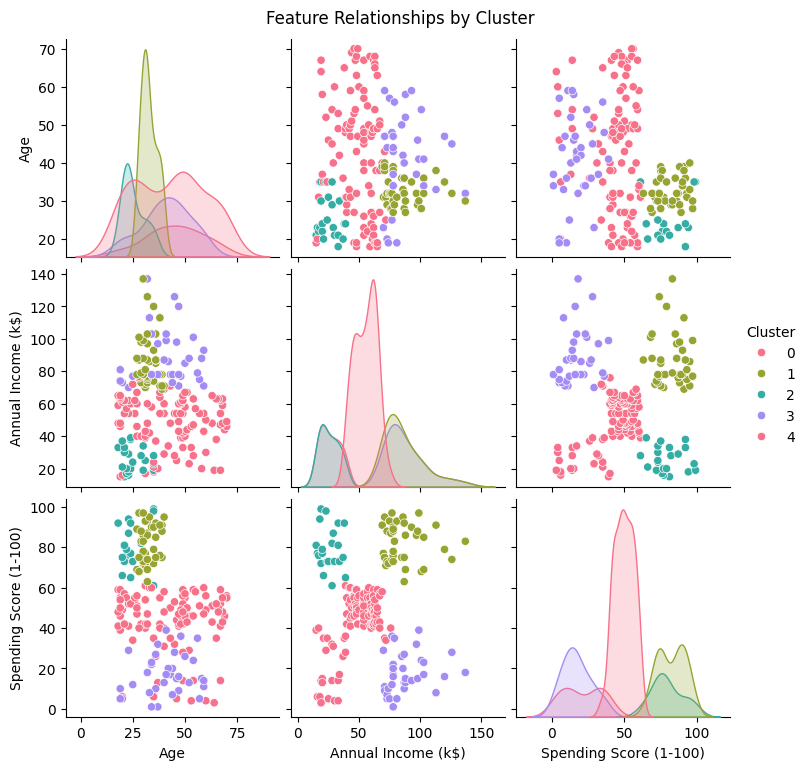 Feature Relationships by Cluster
70
60
50
40
30
20
Age
140
120
100
80
60
40
20
Annual Income (k$)
100
80
60
40
20
0
Spending Score (1-100)
0 25 50 75
Age
0 50 100 150
Annual Income (k$)
0 50 100
Spending Score (1-100)
Cluster
0
1
2
3
4